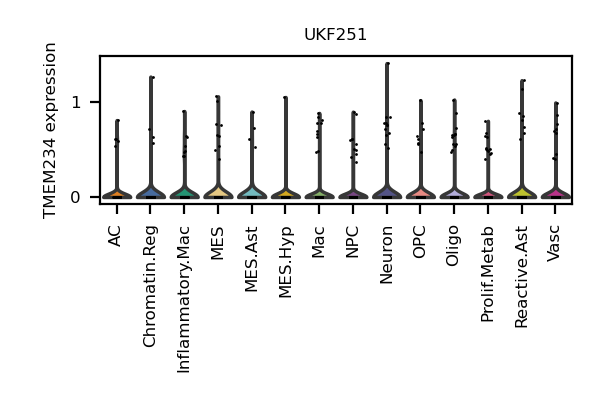 UKF251
TMEM234 expression
1
0
AC
Chromatin.Reg
Inflammatory.Mac
MES
MES.Ast
MES.Hyp
Mac
NPC
Neuron
OPC
Oligo
Prolif.Metab
Reactive.Ast
Vasc